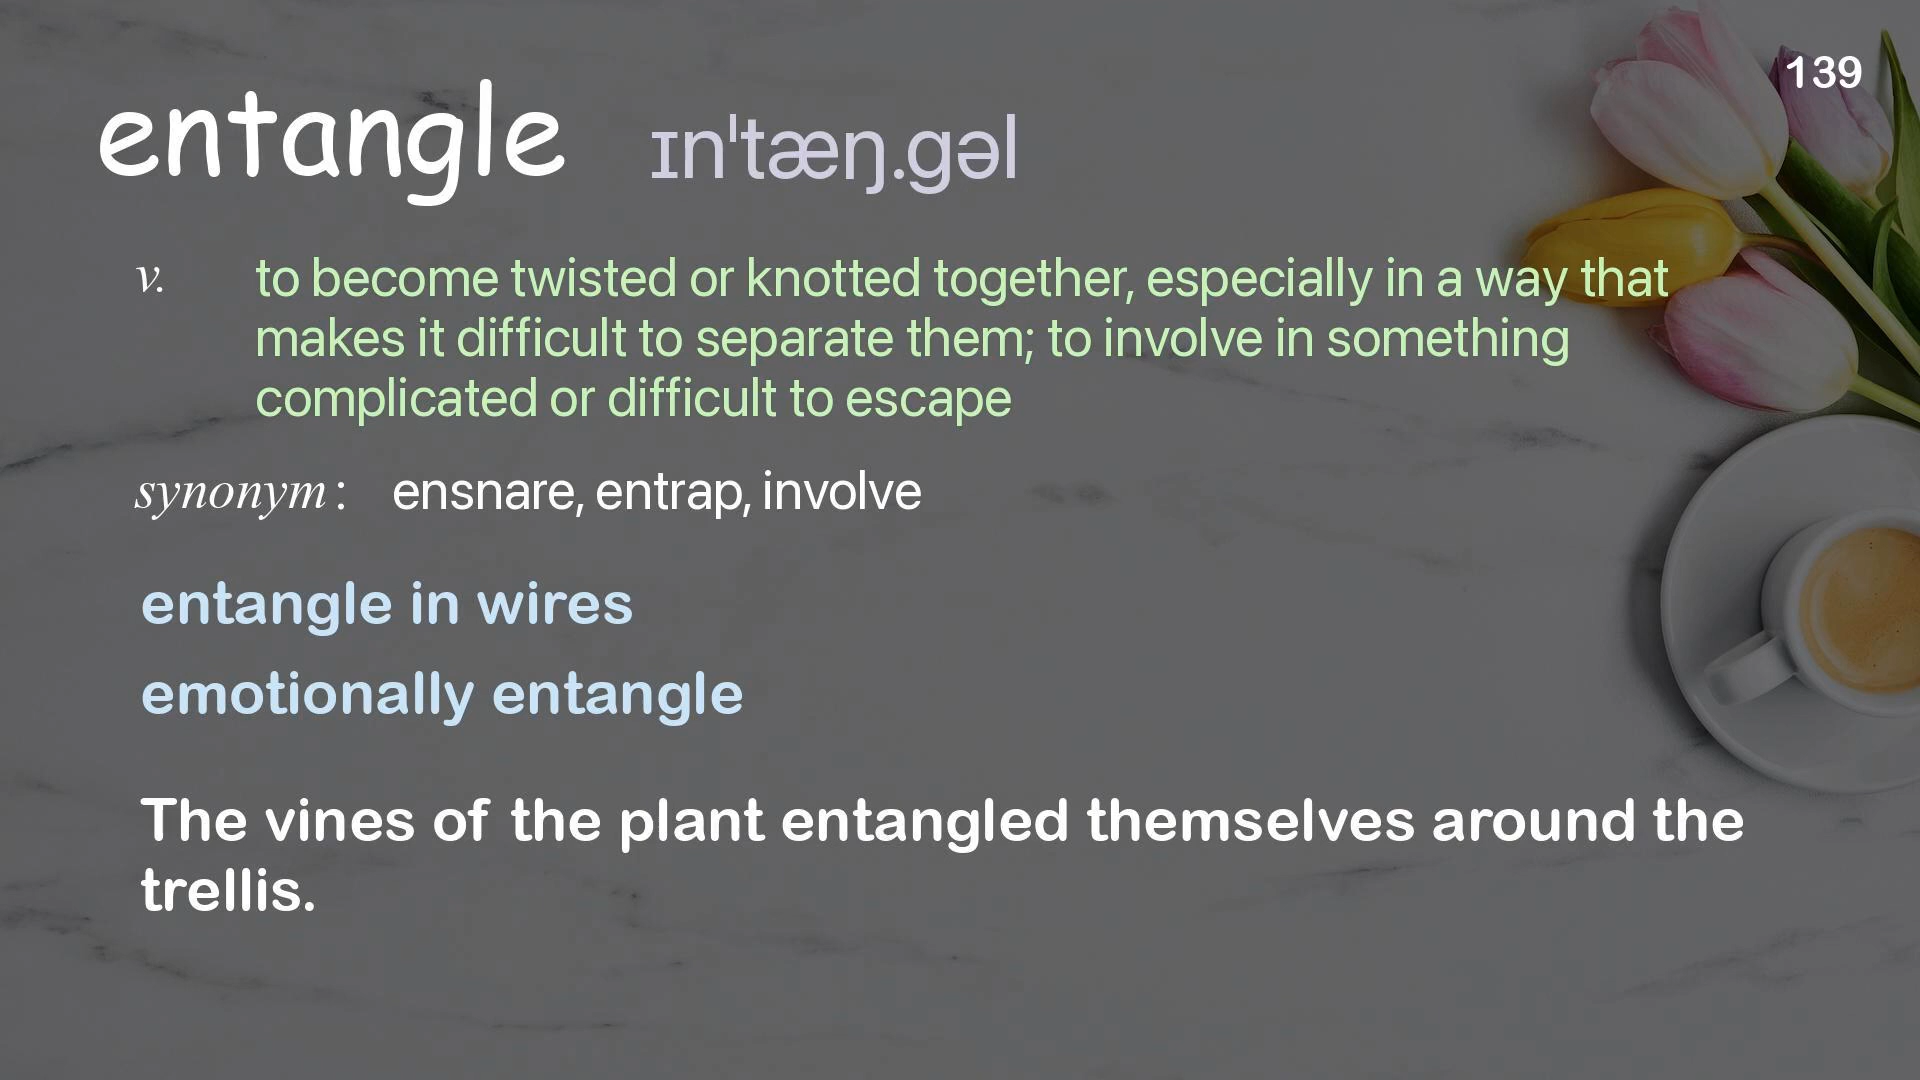 139
entangle ɪnˈtæŋ.gəl
v. to become twisted or knotted together, especially in a way that
makes it difficult to separate them; to involve in something
complicated or difficult to escape
synonym : ensnare, entrap, involve
entangle in wires
emotionally entangle
The vines of the plant entangled themselves around the
trellis.